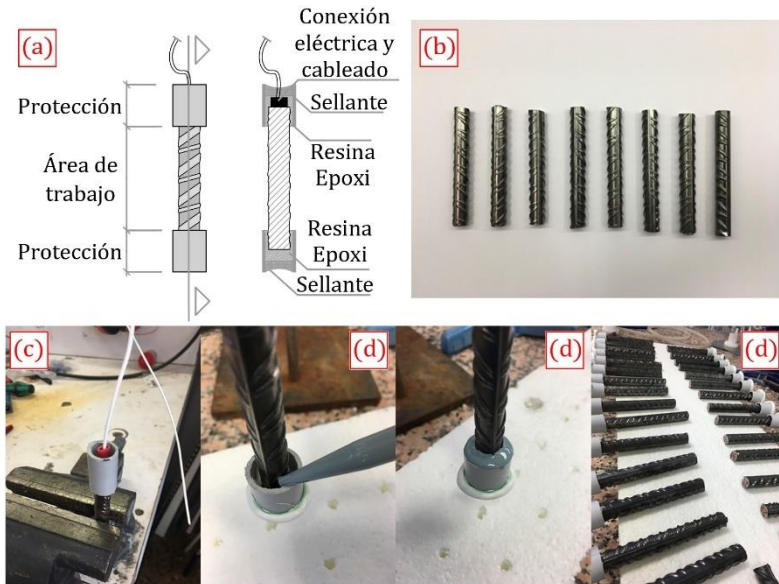 (a)
Conexión
eléctrica y
cableado
Sellante
Protección
Área de
trabajo
Protección
Resina
Epoxi
Resina
Epoxi
Sellante
(b)
(c)
(d)
(d)
(d)